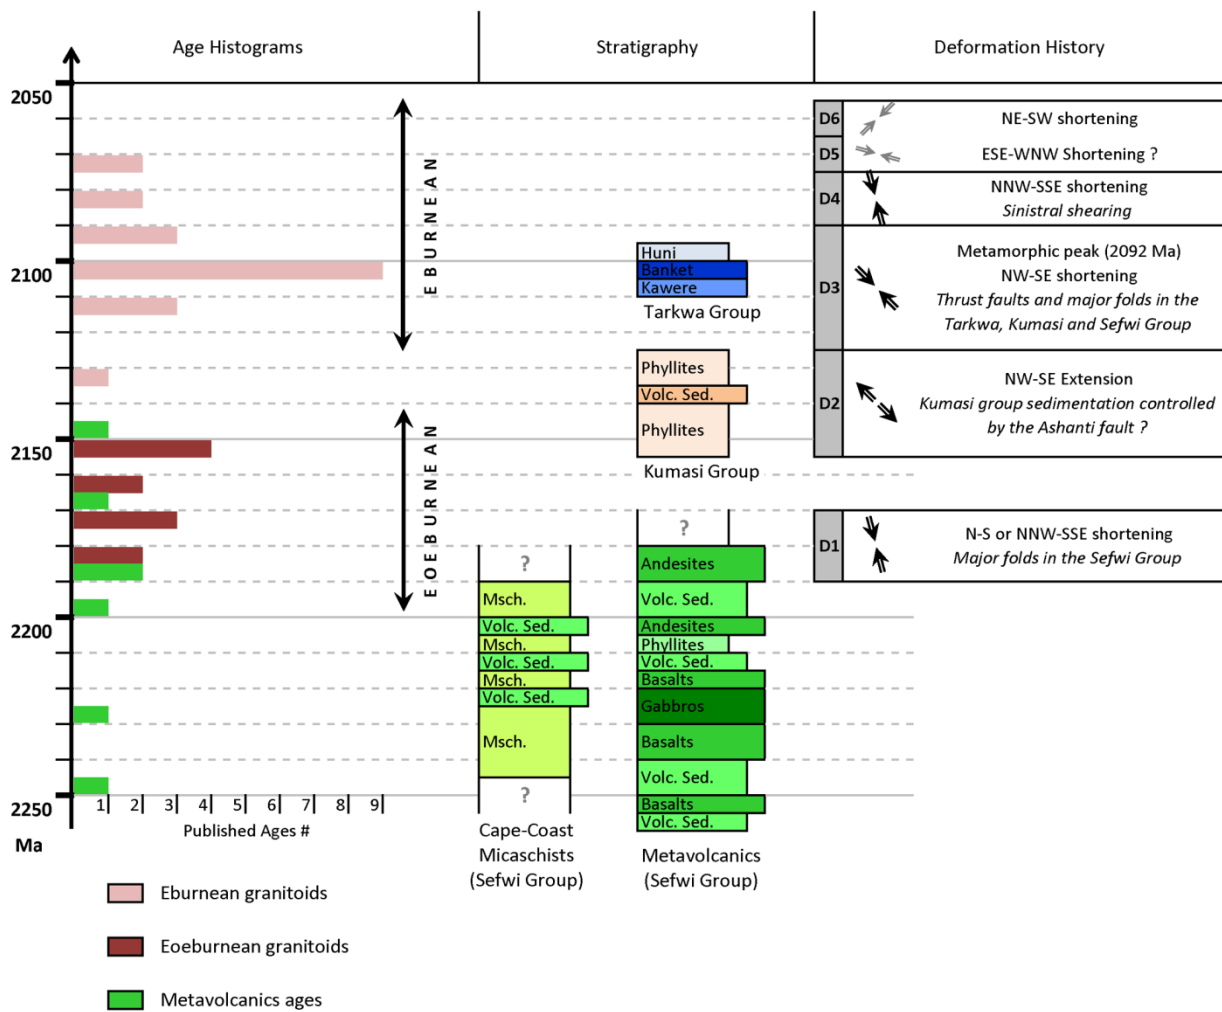 Age Histograms
Stratigraphy
Deformation History
2050
2100
2150
2200
2250
Ma
1
2
3
4
5
6
7
8
9
Published Ages #
EBURNEAN
EOEBURNEAN
Huni
Banket
Kawere
Tarkwa Group
Phyllites
Volc. Sed.
Phyllites
Kumasi Group
?
Msch.
Volc. Sed.
Msch.
Volc. Sed.
Msch.
Volc. Sed.
Msch.
?
Cape-Coast
Micaschists
(Sefwi Group)
?
Andesites
Volc. Sed.
Andesites
Phyllites
Volc. Sed.
Basalts
Gabbros
Basalts
Volc. Sed.
Basalts
Volc. Sed.
Metavolcanics
(Sefwi Group)
D6
NE-SW shortening
D5
ESE-WNW Shortening ?
D4
NNW-SSE shortening
Sinistral shearing
D3
Metamorphic peak (2092 Ma)
NW-SE shortening
Thrust faults and major folds in the
Tarkwa, Kumasi and Sefwi Group
D2
NW-SE Extension
Kumasi group sedimentation controlled
by the Ashanti fault ?
D1
N-S or NNW-SSE shortening
Major folds in the Sefwi Group
Eburnean granitoids
Eoeburnean granitoids
Metavolcanics ages